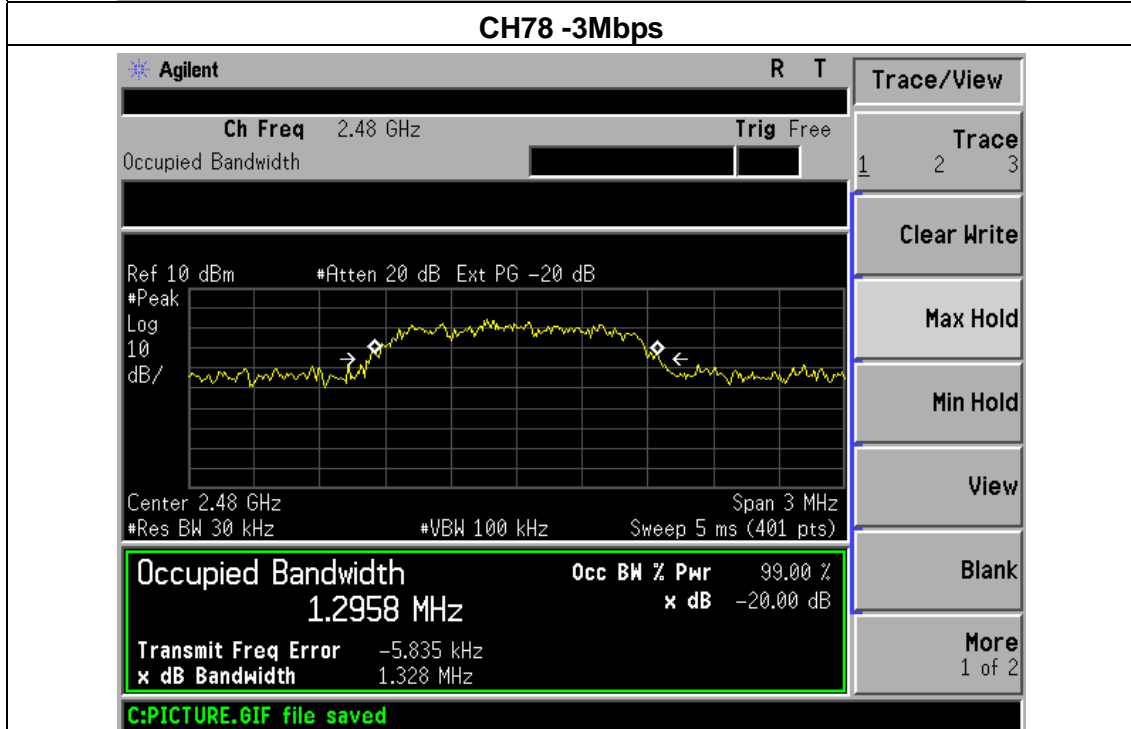 CH78 -3Mbps
Agilent R T
Trace/View
Ch Freq 2.48 GHz Trig Free
Occupied Bandwidth
Trace
1 2 3
Clear Write
Max Hold
Min Hold
View
Blank
More
1 of 2
Ref 10 dBm #Atten 20 dB Ext PG -20 dB
#Peak
Log
10
dB/
Center 2.48 GHz Span 3 MHz
#Res BW 30 kHz #VBW 100 kHz Sweep 5 ms (401 pts)
Occupied Bandwidth Occ BW % Pwr 99.00 %
1.2958 MHz x dB -20.00 dB
Transmit Freq Error -5.835 kHz
x dB Bandwidth 1.328 MHz
C:PICTURE.GIF file saved